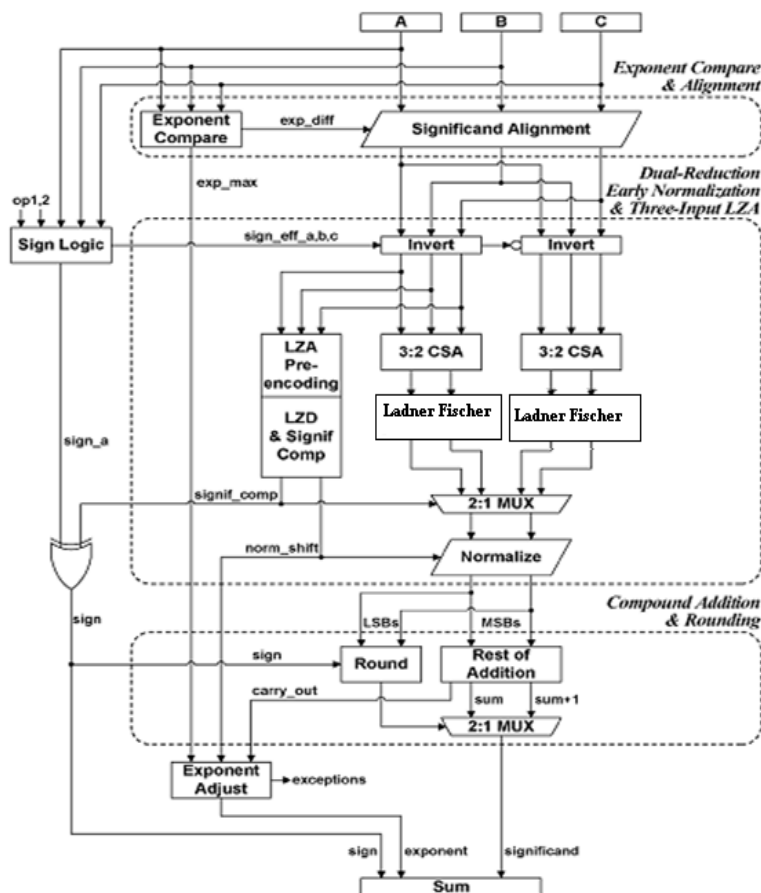 A
B
C
Exponent Compare
& Alignment
Exponent
Compare
exp_diff
Significand Alignment
exp_max
Dual-Reduction
Early Normalization
& Three-Input LZA
op1,2
Sign Logic
sign_eff_a,b,c
Invert
Invert
LZA
Pre-
encoding
3:2 CSA
3:2 CSA
LZD
& Signif
Comp
Ladner Fischer
Ladner Fischer
sign_a
signif_comp
2:1 MUX
norm_shift
Normalize
Compound Addition
& Rounding
sign
LSBs
MSBs
sign
Round
Rest of
Addition
carry_out
sum
sum+1
2:1 MUX
Exponent
Adjust
exceptions
sign
exponent
significand
Sum